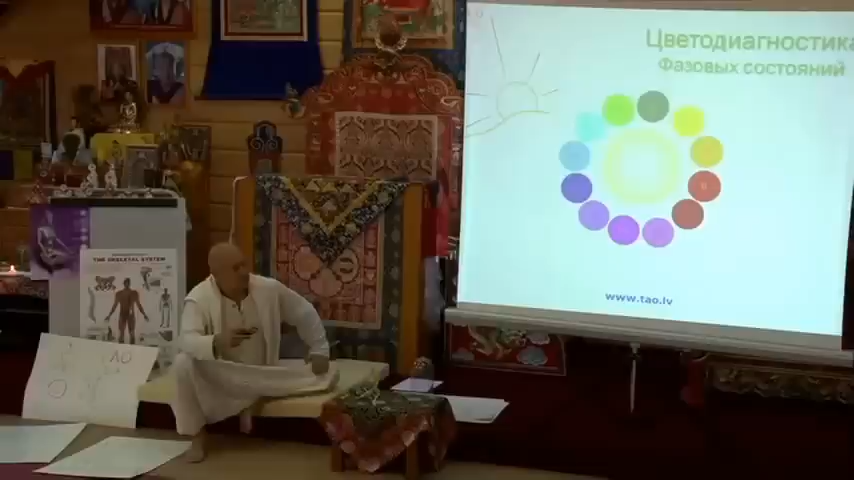 Цветодиагностика
Фазовых состояний
www.tao.lv
THE SKELETAL SYSTEM